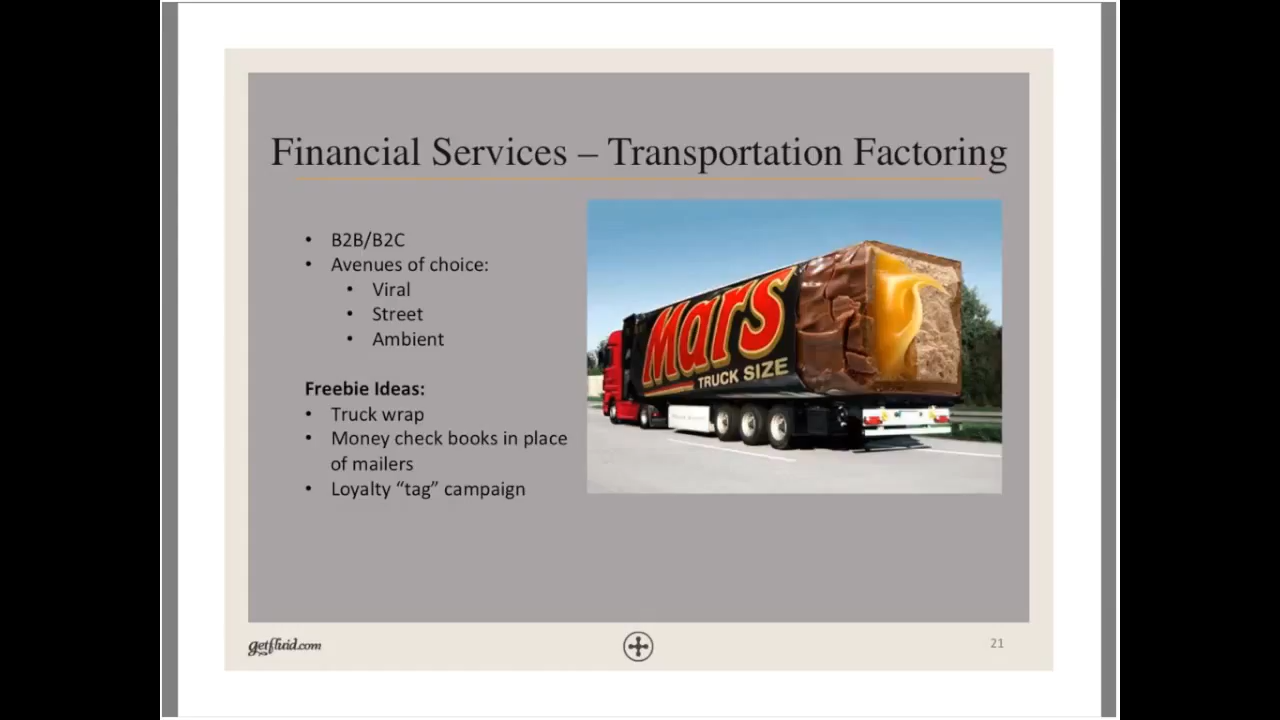 Financial Services – Transportation Factoring
• B2B/B2C
• Avenues of choice:
• Viral
• Street
• Ambient
Freebie Ideas:
• Truck wrap
• Money check books in place
of mailers
• Loyalty “tag” campaign
Mars
TRUCK SIZE
getfluid.com
21